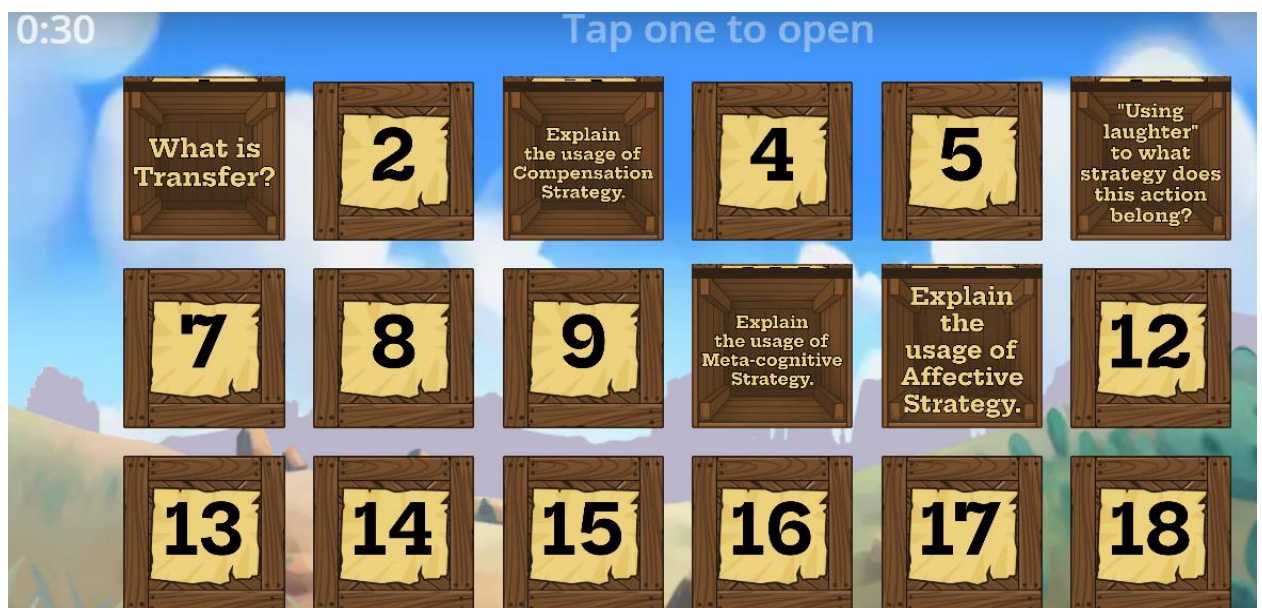 0:30
Tap one to open
What is
Transfer?
2
Explain
the usage of
Compensation
Strategy.
4
5
"Using
laughter"
to what
strategy does
this action
belong?
7
8
9
Explain
the usage of
Meta-cognitive
Strategy.
Explain
the
usage of
Affective
Strategy.
12
13
14
15
16
17
18